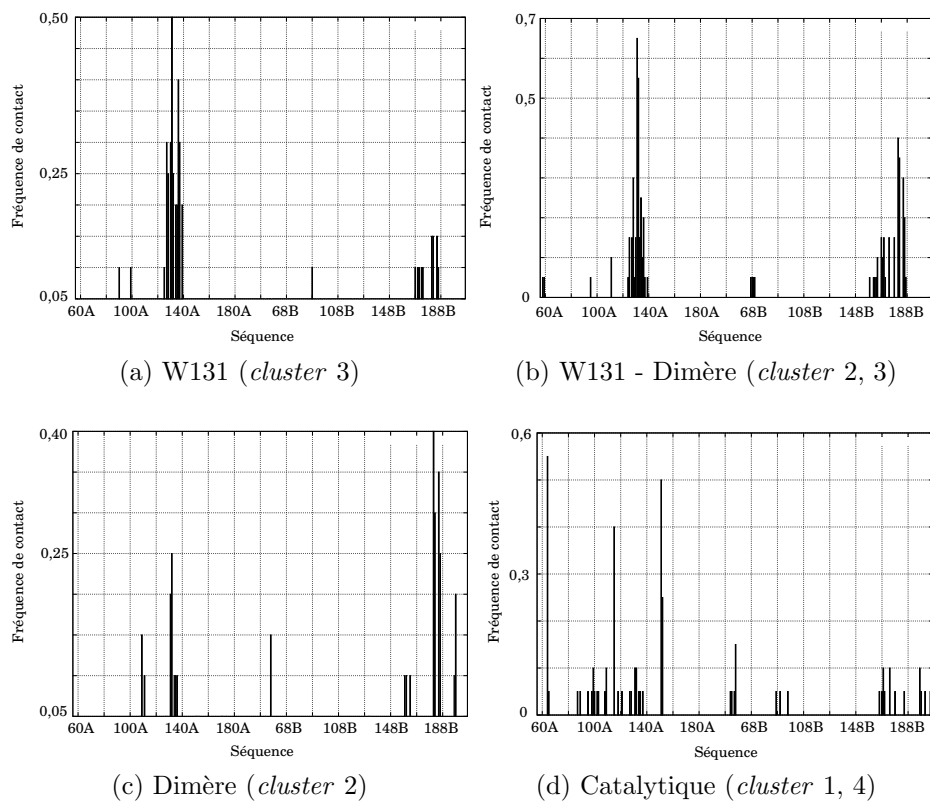 0,50
0,25
0,05
Fréquence de contact
60A 100A 140A 180A 68B 108B 148B 188B
Séquence
(a) W131 (cluster 3)
0,7
0,5
0
Fréquence de contact
60A 100A 140A 180A 68B 108B 148B 188B
Séquence
(b) W131 - Dimère (cluster 2, 3)
0,40
0,25
0,05
Fréquence de contact
60A 100A 140A 180A 68B 108B 148B 188B
Séquence
(c) Dimère (cluster 2)
0,6
0,3
0
Fréquence de contact
60A 100A 140A 180A 68B 108B 148B 188B
Séquence
(d) Catalytique (cluster 1, 4)